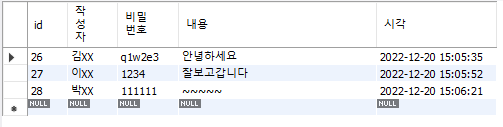 id 작성자 비밀번호 내용 시각
26 김XX q1w2e3 안녕하세요 2022-12-20 15:05:35
27 이XX 1234 잘보고갑니다 2022-12-20 15:05:52
28 박XX 111111 ~~~~~ 2022-12-20 15:06:21
NULL NULL NULL NULL NULL